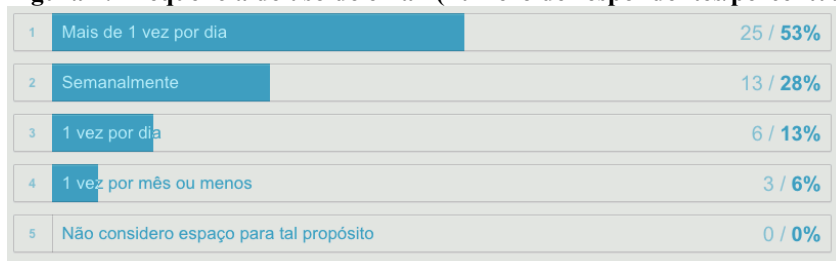 1 Mais de 1 vez por dia 25 / 53%
2 Semanalmente 13 / 28%
3 1 vez por dia 6 / 13%
4 1 vez por mês ou menos 3 / 6%
5 Não considero espaço para tal propósito 0 / 0%